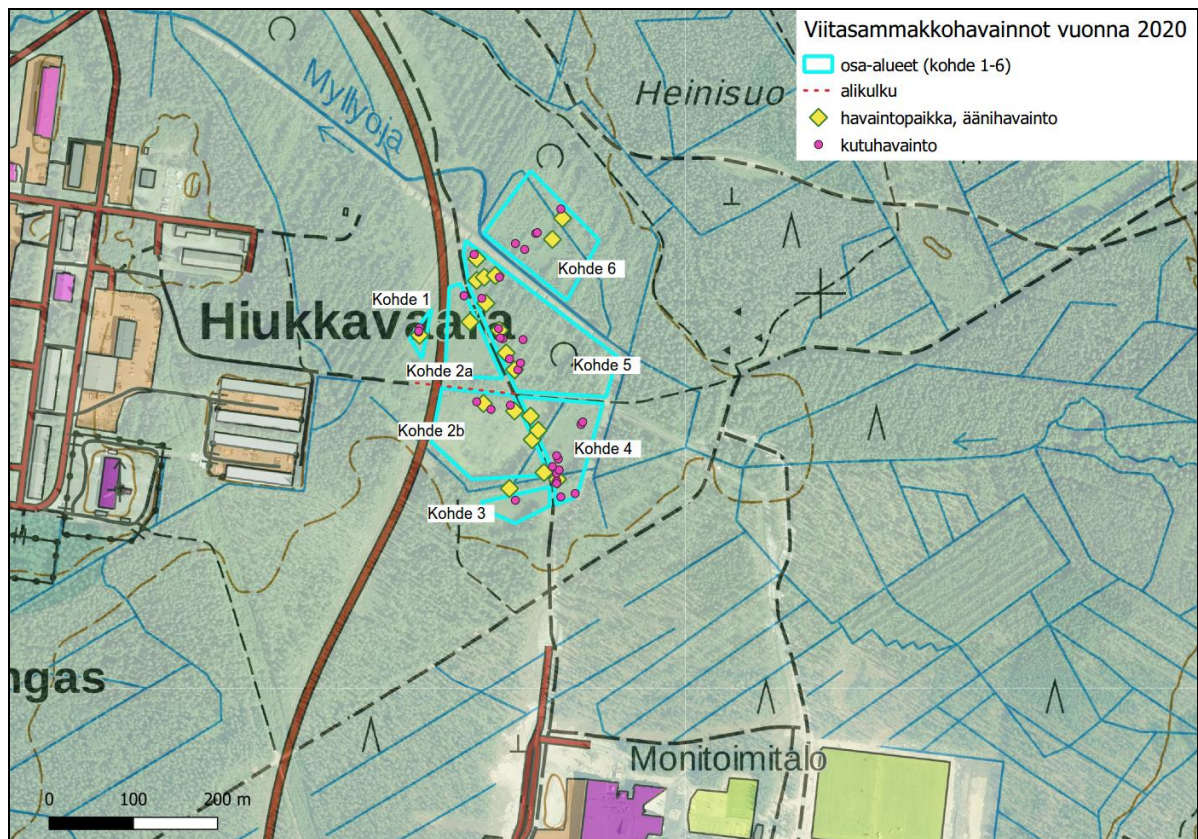 Viitasammakkohavainnot vuonna 2020
osa-alueet (kohde 1-6)
alikulku
havaintopaikka, äänihavainto
kutuhavainto
Myllyoja
Heinisuo
Kohde 6
Kohde 1
Hiukkavaara
Kohde 2a
Kohde 5
Kohde 2b
Kohde 4
Kohde 3
ngas
Monitoimitalo
0 100 200 m